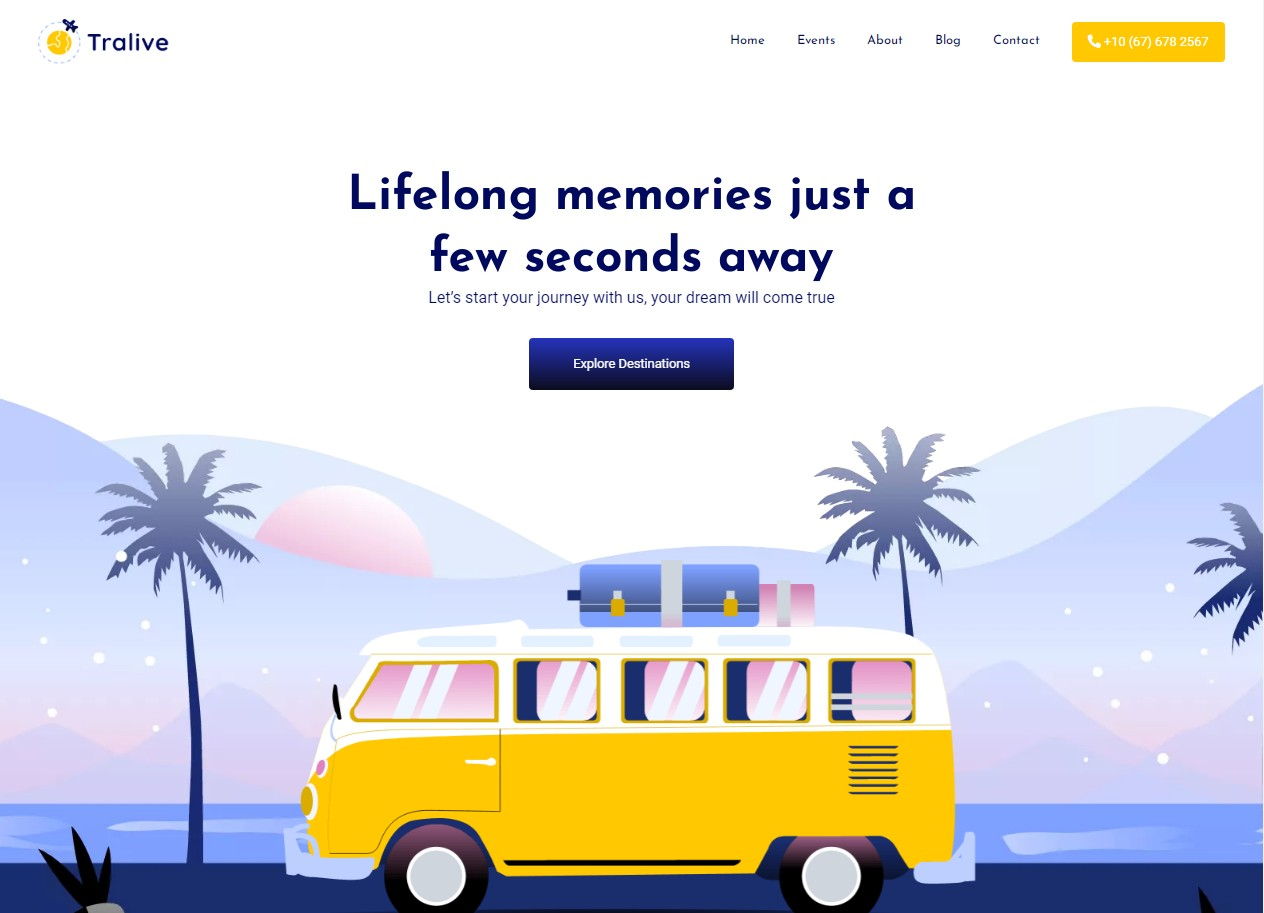 Tralive
Home Events About Blog Contact +10 (67) 678 2567
Lifelong memories just a
few seconds away
Let’s start your journey with us, your dream will come true
Explore Destinations